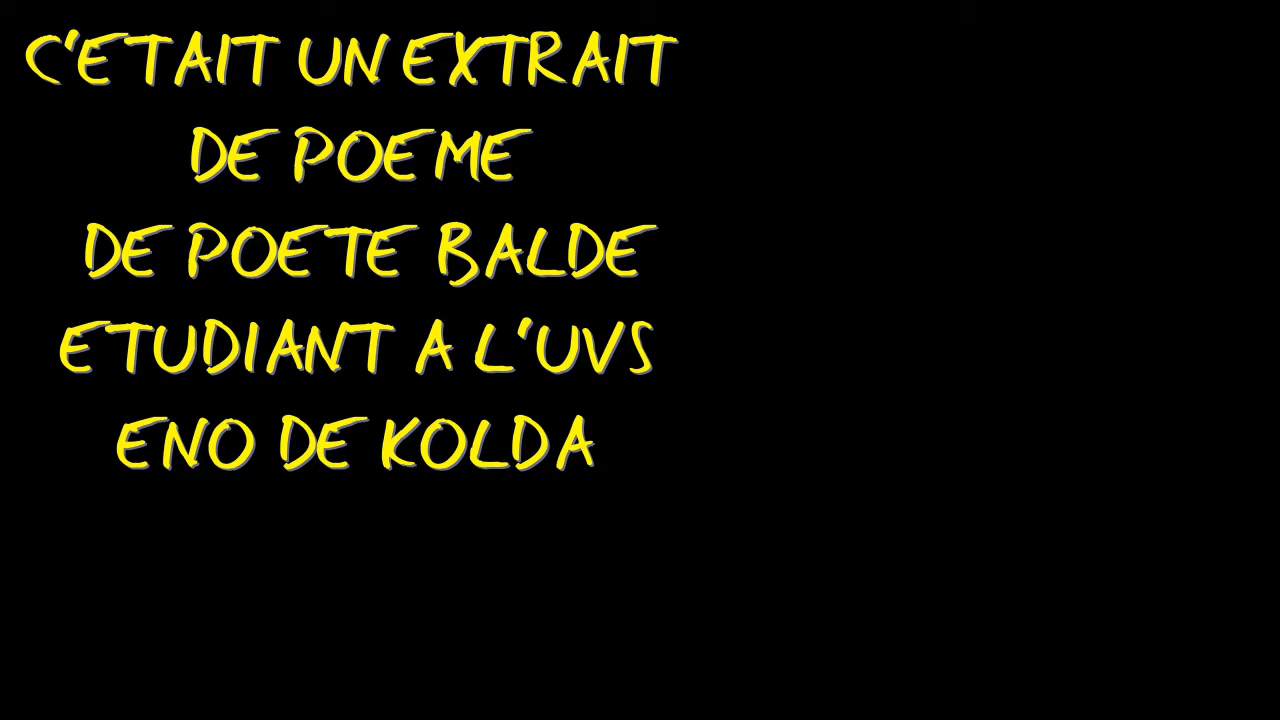 C'ETAIT UN EXTRAIT
DE POEME
DE POETE BALDE
ETUDIANT A L'UVS
ENO DE KOLDA